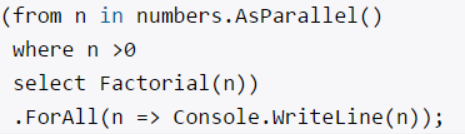 (from n in numbers.AsParallel()
where n >0
select Factorial(n))
.ForAll(n => Console.WriteLine(n));